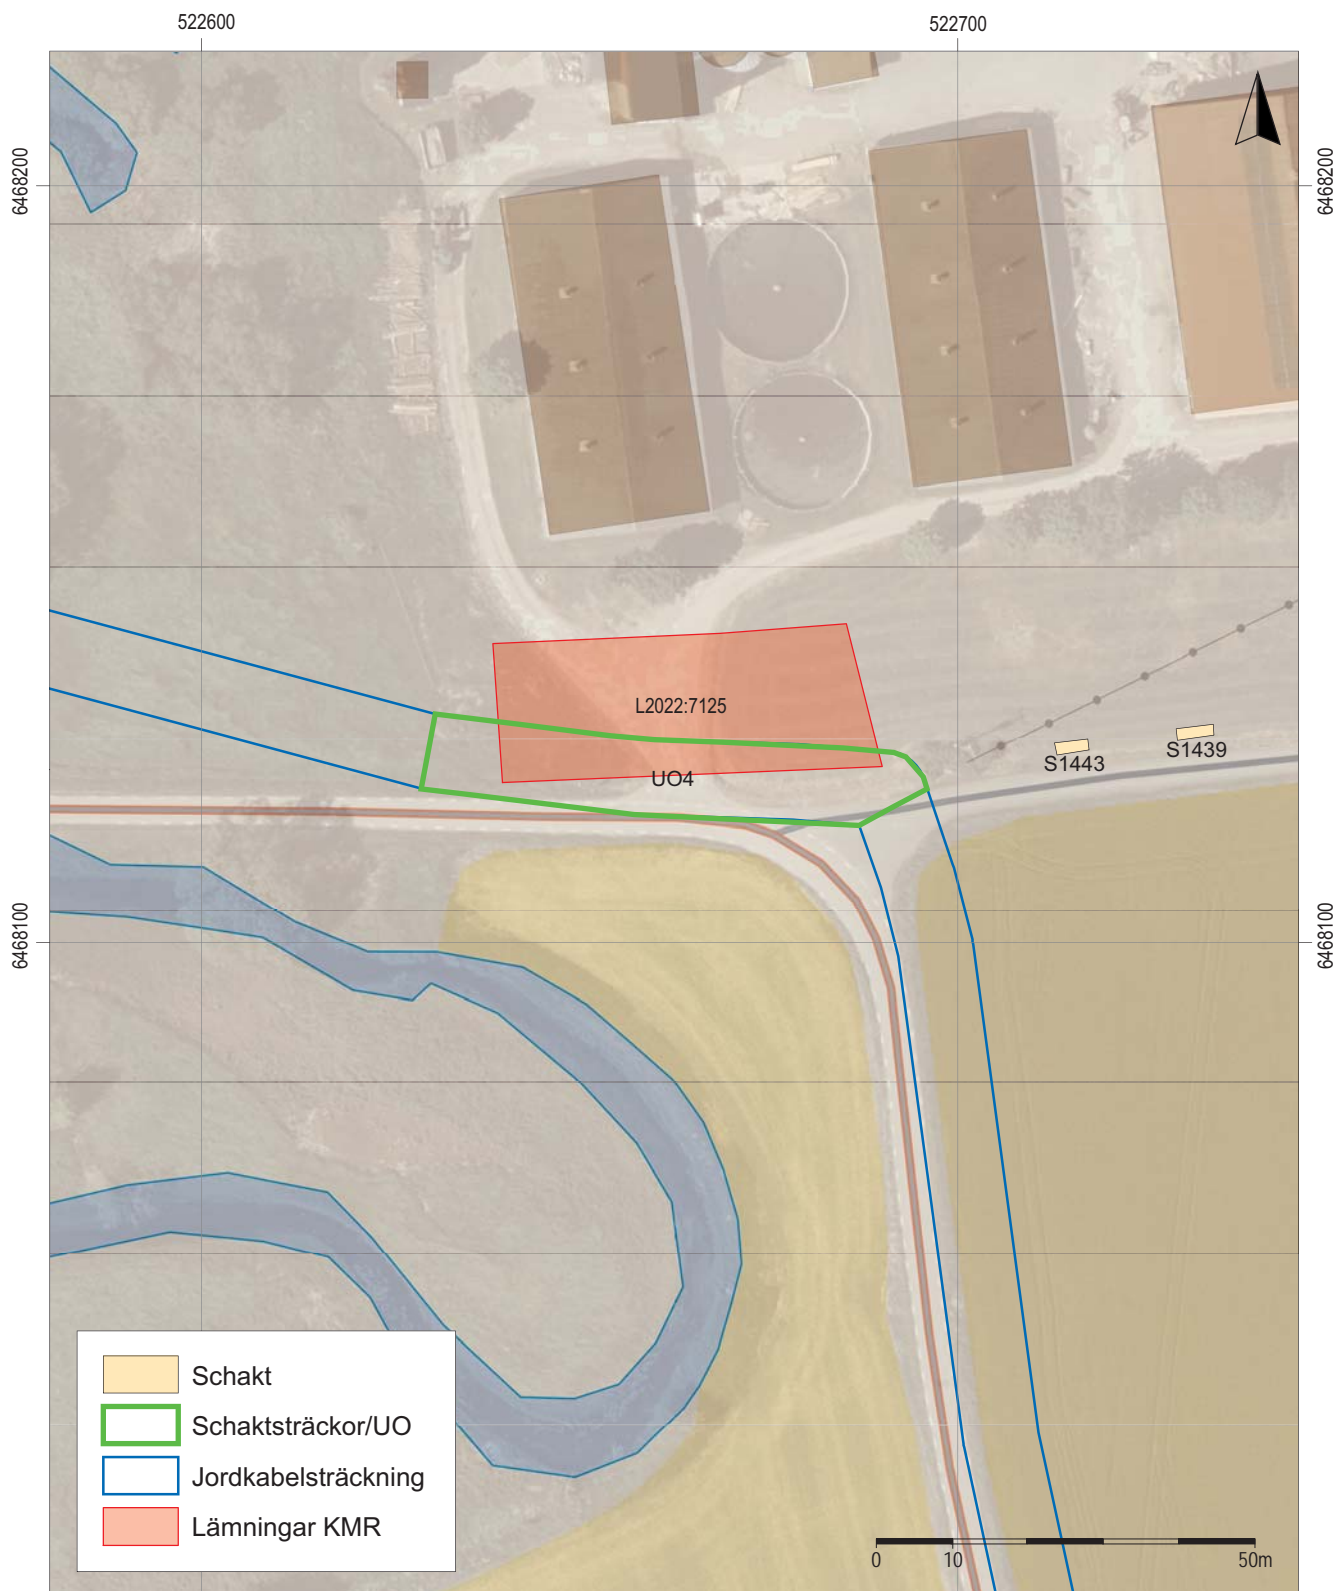 522600
522700
6468200
6468200
L2022:7125
S1439
S1443
UO4
6468100
6468100
Schakt
Schaktsträckor/UO
Jordkabelsträckning
Lämningar KMR
0
10
50m